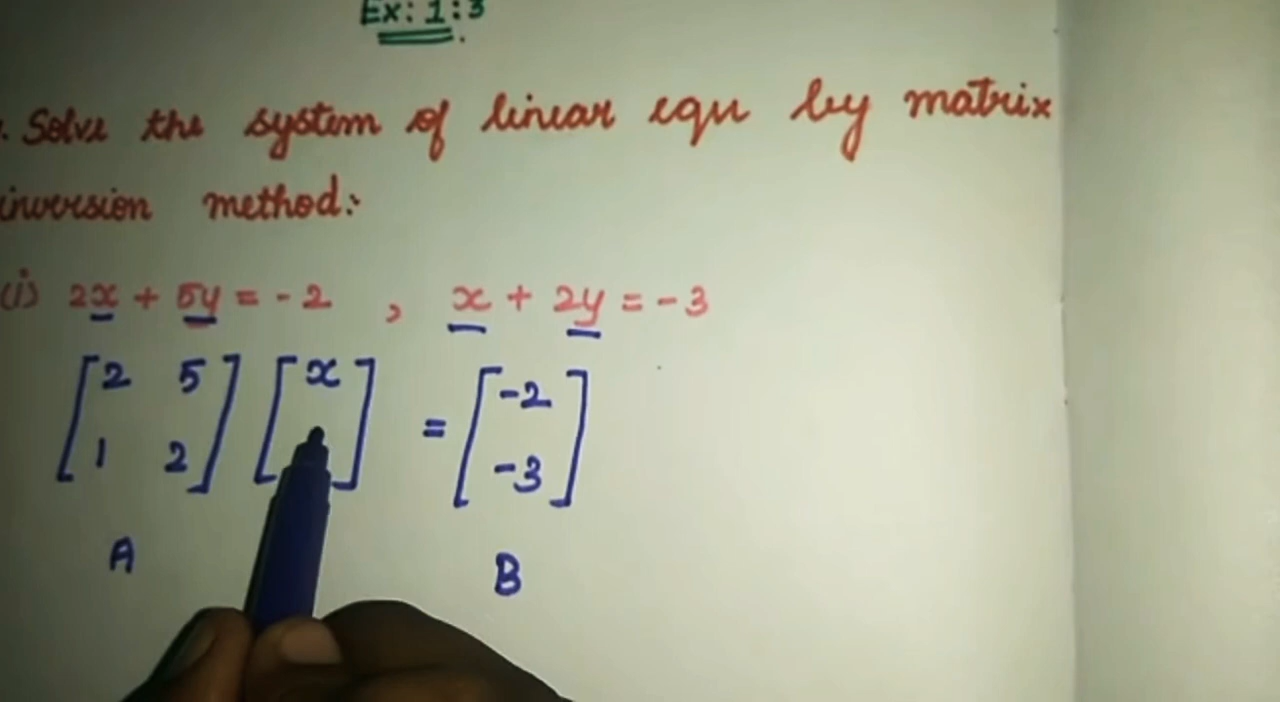 Ex: 1:3
. Solve the system of linear equ by matrix
inversion method:
(i) 2x + 5y = -2 , x + 2y = -3
[2 5] [x] = [-2]
[1 2] [ ] [-3]
A B